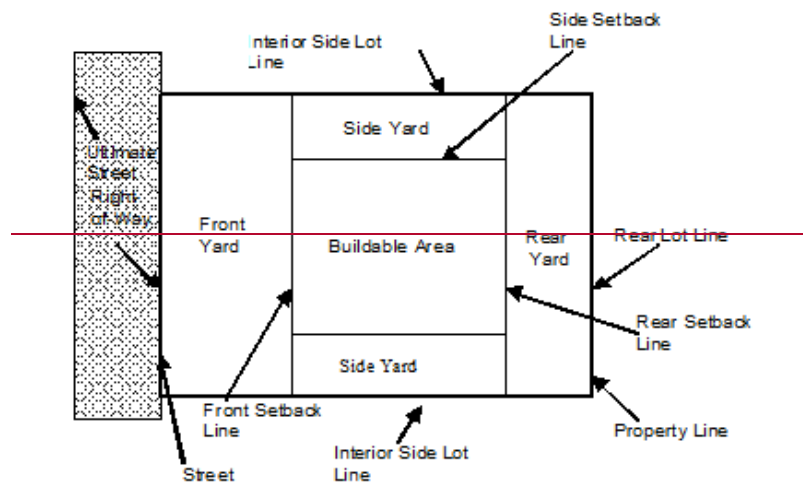 Side Setback
Line
Interior Side Lot
Line
Side Yard
Ultimate
Street
Right-
of-Way
Front
Yard
Buildable Area
Rear
Yard
Rear Lot Line
Rear Setback
Line
Side Yard
Front Setback
Line
Property Line
Interior Side Lot
Line
Street